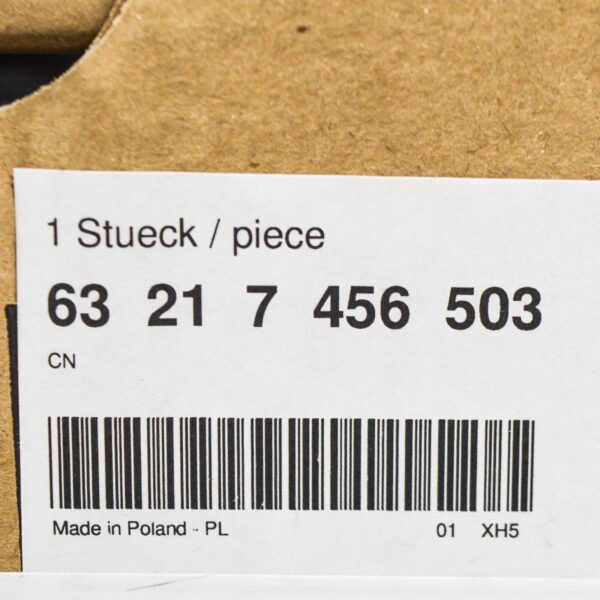 1 Stueck / piece
63 21 7 456 503
CN
Made in Poland - PL 01 XH5